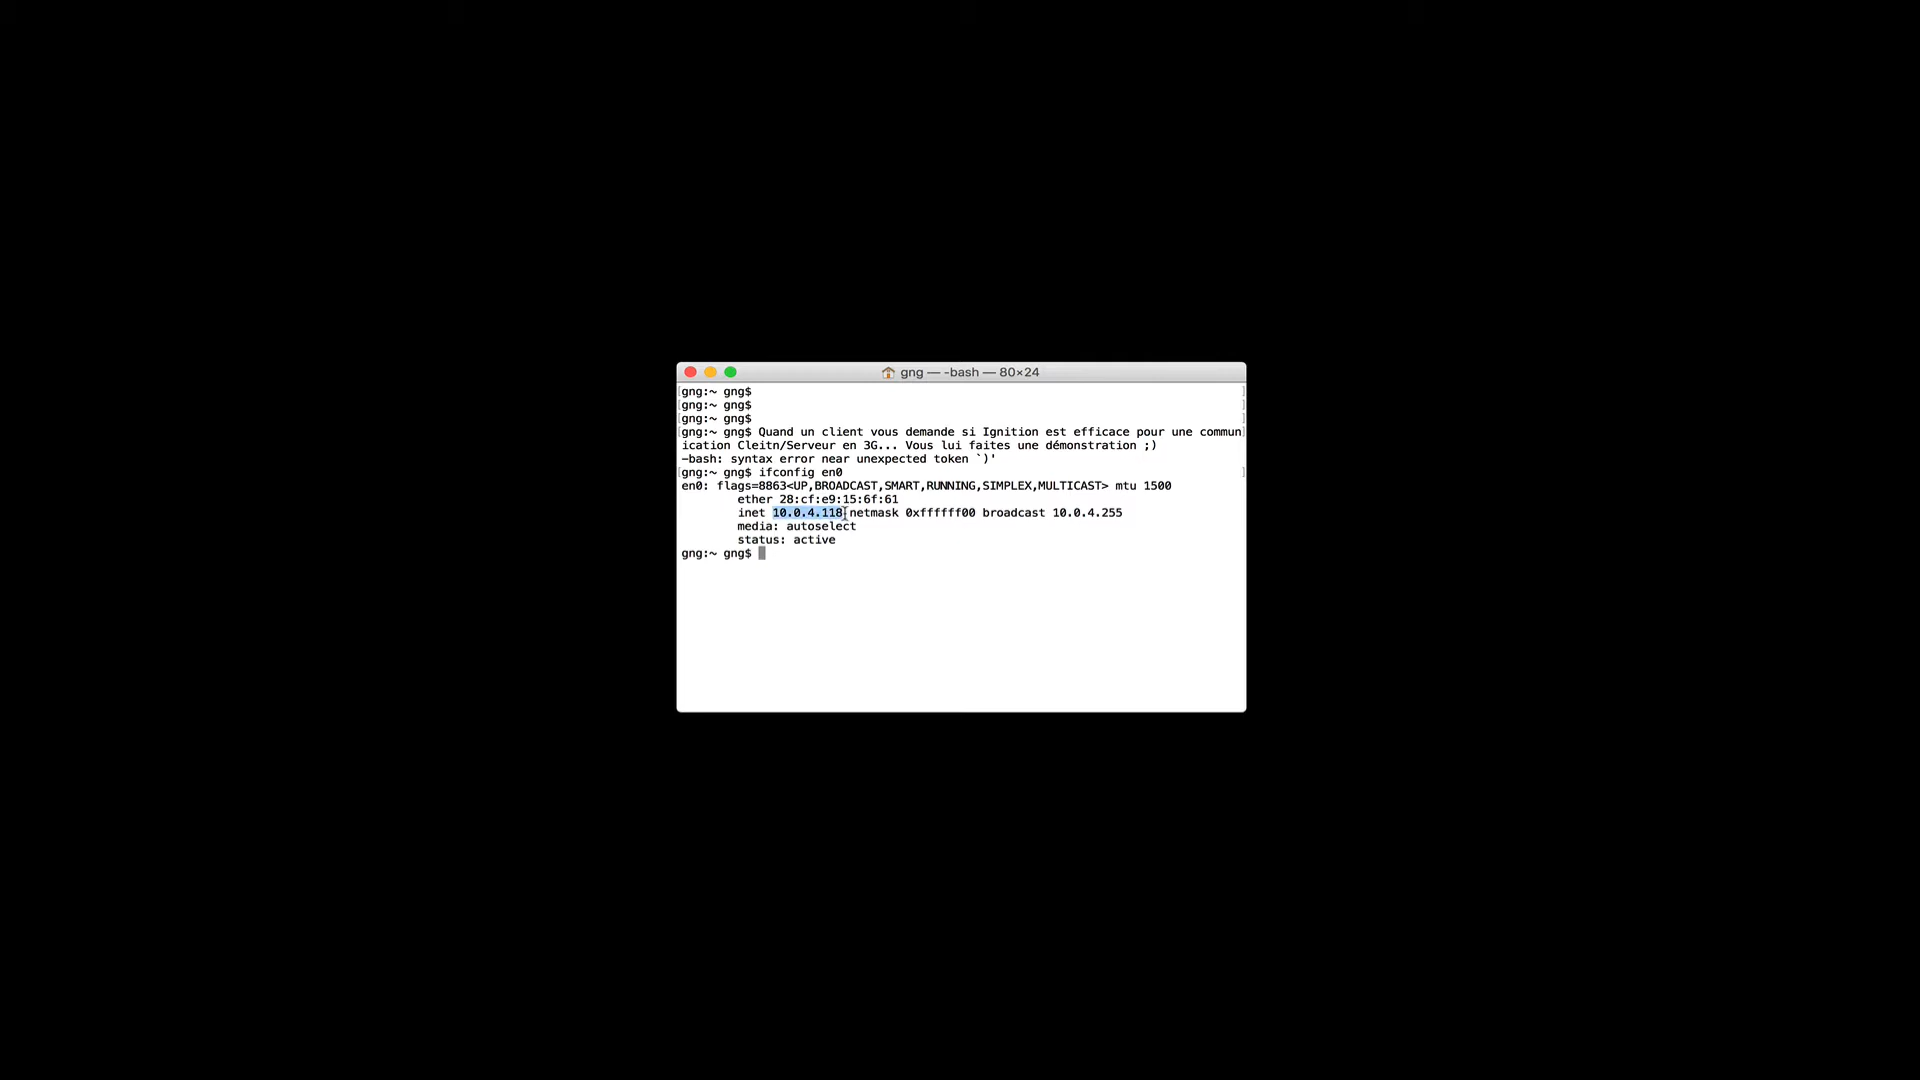 gng — -bash — 80×24
gng:~ gng$
gng:~ gng$
gng:~ gng$
gng:~ gng$ Quand un client vous demande si Ignition est efficace pour une commun
ication Cleitn/Serveur en 3G... Vous lui faites une démonstration ;)
-bash: syntax error near unexpected token `)'
gng:~ gng$ ifconfig en0
en0: flags=8863<UP,BROADCAST,SMART,RUNNING,SIMPLEX,MULTICAST> mtu 1500
ether 28:cf:e9:15:6f:61
inet 10.0.4.118 netmask 0xffffff00 broadcast 10.0.4.255
media: autoselect
status: active
gng:~ gng$